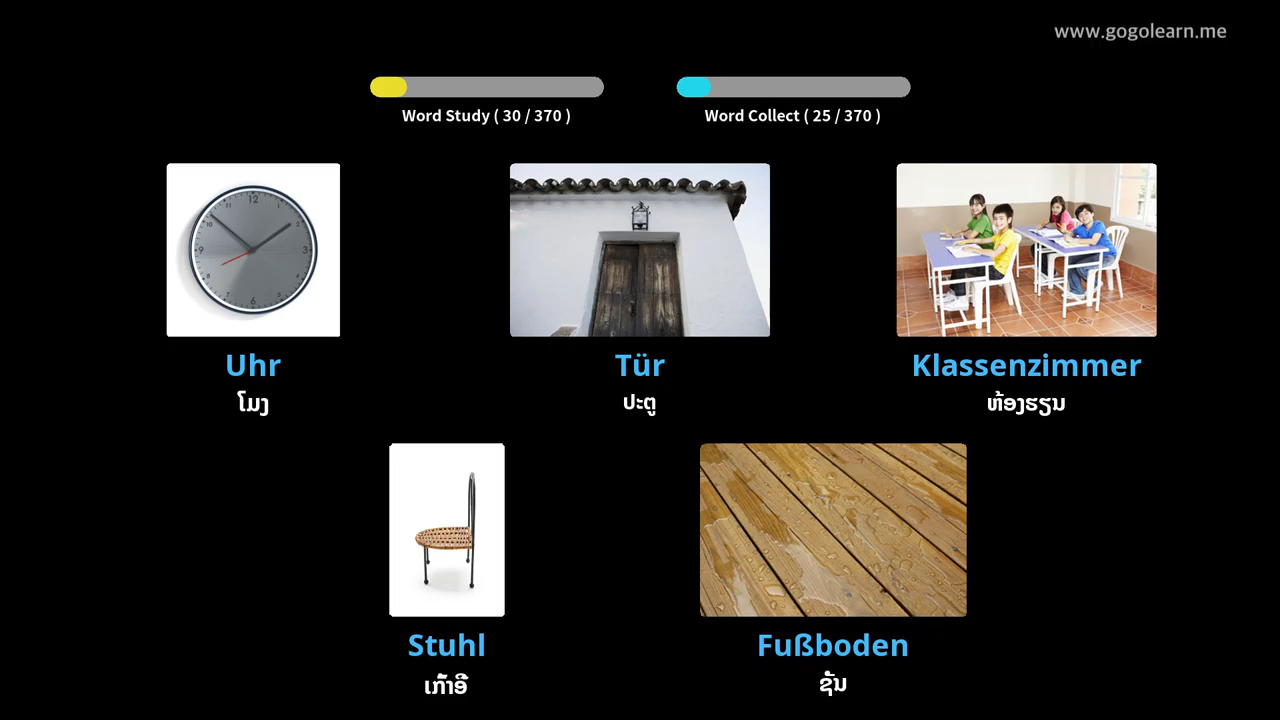 www.gogolearn.me
Word Study ( 30 / 370 )
Word Collect ( 25 / 370 )
Uhr
ໂມງ
Tür
ປະຕູ
Klassenzimmer
ຫ້ອງຮຽນ
Stuhl
ເກົ້າອີ້
Fußboden
ຊັ້ນ